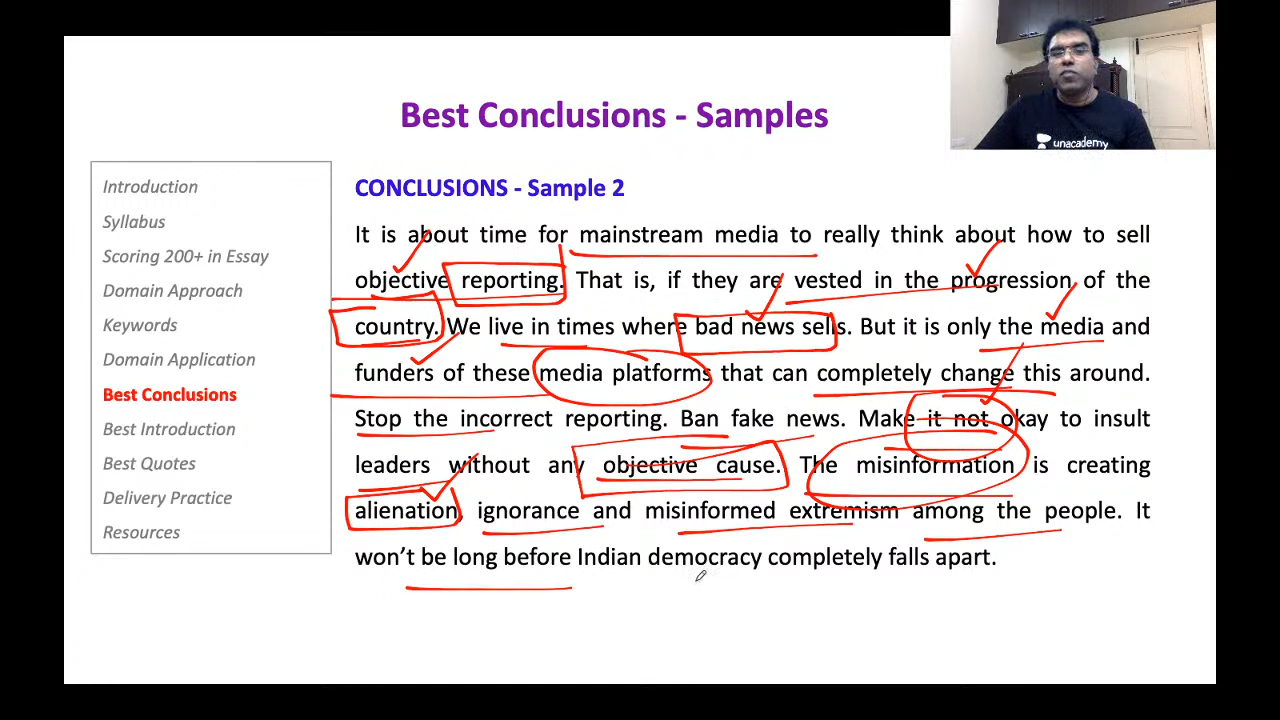 Best Conclusions - Samples
unacademy
Introduction
Syllabus
Scoring 200+ in Essay
Domain Approach
Keywords
Domain Application
Best Conclusions
Best Introduction
Best Quotes
Delivery Practice
Resources
CONCLUSIONS - Sample 2
It is about time for mainstream media to really think about how to sell
objective reporting. That is, if they are vested in the progression of the
country. We live in times where bad news sells. But it is only the media and
funders of these media platforms that can completely change this around.
Stop the incorrect reporting. Ban fake news. Make it not okay to insult
leaders without any objective cause. The misinformation is creating
alienation, ignorance and misinformed extremism among the people. It
won't be long before Indian democracy completely falls apart.